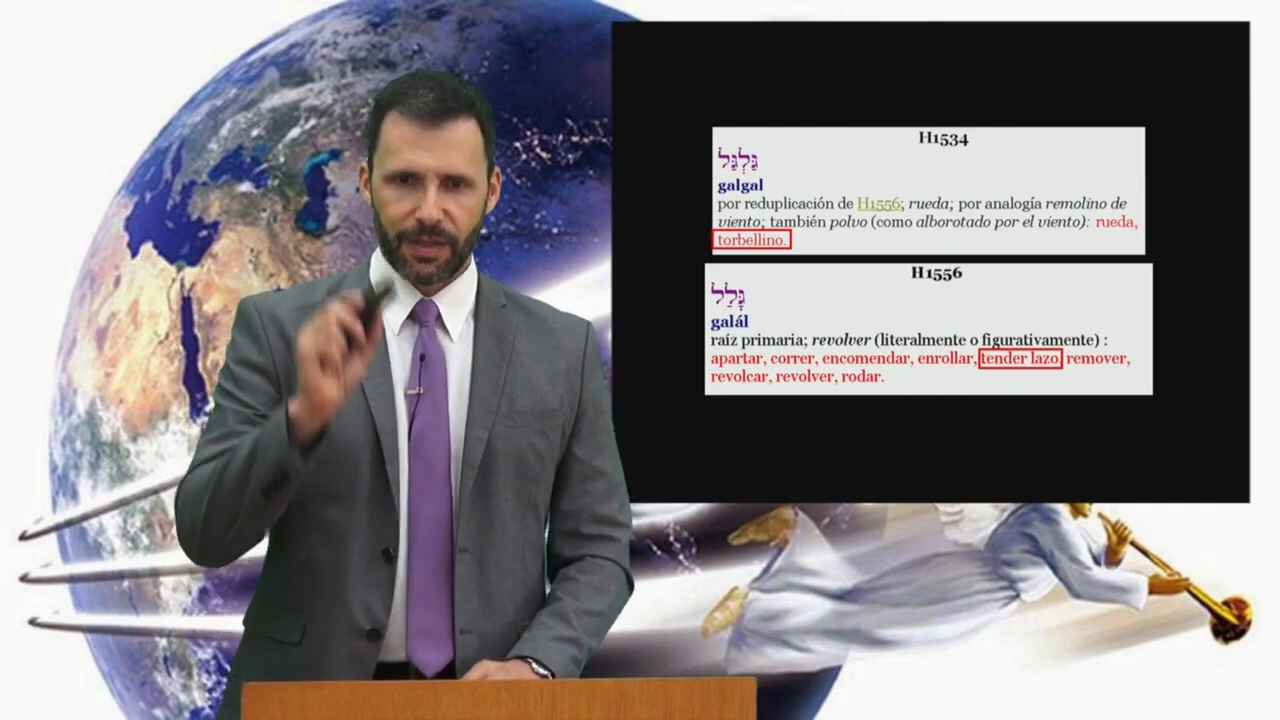 H1534
גַּלְגַּל
galgal
por reduplicación de H1556; rueda; por analogía remolino de
viento; también polvo (como alborotado por el viento): rueda,
torbellino.
H1556
גָּלַל
galál
raíz primaria; revolver (literalmente o figurativamente) :
apartar, correr, encomendar, enrollar, tender lazo, remover,
revolcar, revolver, rodar.